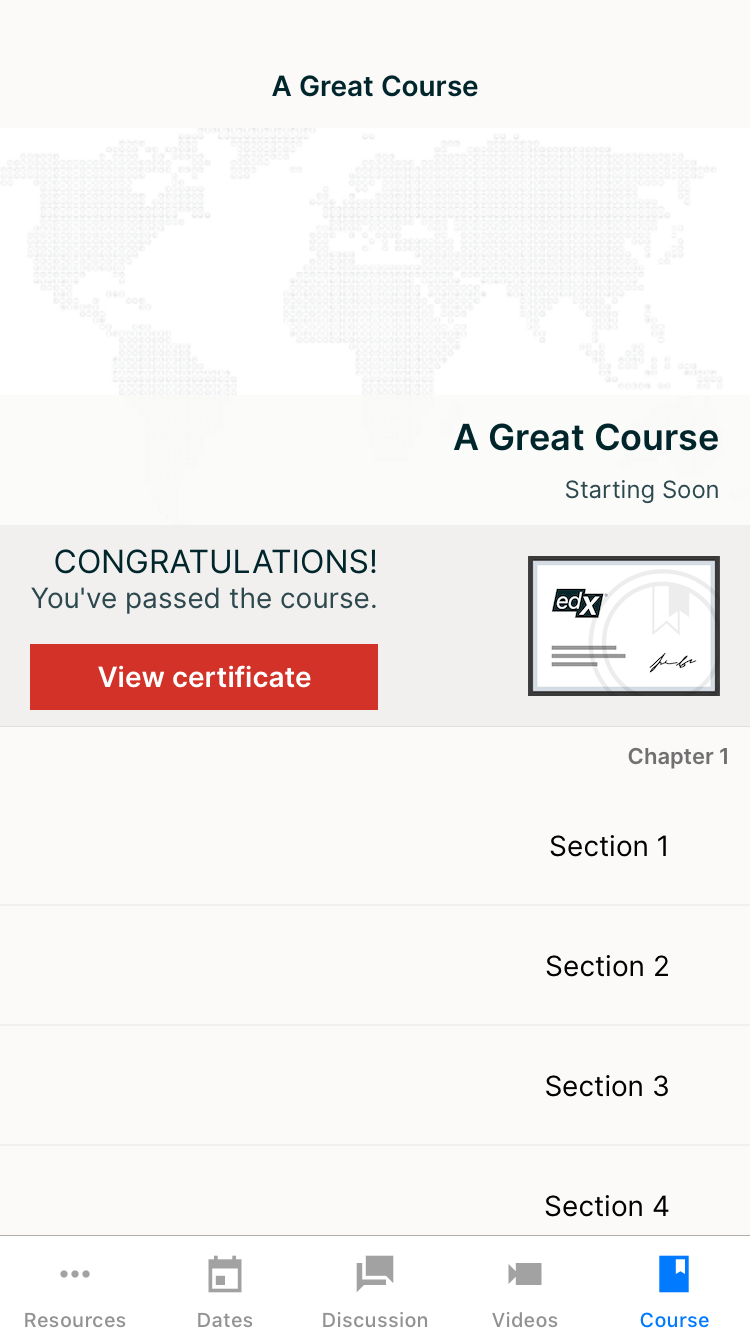 A Great Course
A Great Course
Starting Soon
CONGRATULATIONS!
You've passed the course.
View certificate
edX
Chapter 1
Section 1
Section 2
Section 3
Section 4
Resources
Dates
Discussion
Videos
Course